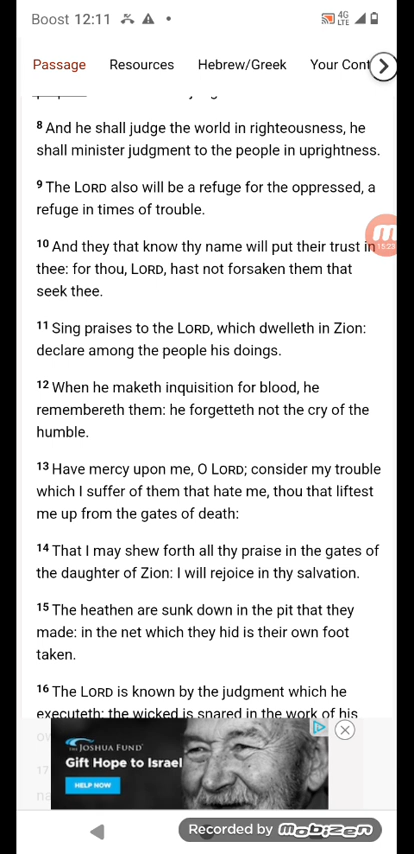 Boost 12:11
4G
LTE
Passage Resources Hebrew/Greek Your Cont
8 And he shall judge the world in righteousness, he
shall minister judgment to the people in uprightness.
9 The LORD also will be a refuge for the oppressed, a
refuge in times of trouble.
10 And they that know thy name will put their trust in
thee: for thou, LORD, hast not forsaken them that
seek thee.
15:23
11 Sing praises to the LORD, which dwelleth in Zion:
declare among the people his doings.
12 When he maketh inquisition for blood, he
remembereth them: he forgetteth not the cry of the
humble.
13 Have mercy upon me, O LORD; consider my trouble
which I suffer of them that hate me, thou that liftest
me up from the gates of death:
14 That I may shew forth all thy praise in the gates of
the daughter of Zion: I will rejoice in thy salvation.
15 The heathen are sunk down in the pit that they
made: in the net which they hid is their own foot
taken.
16 The LORD is known by the judgment which he
executeth: the wicked is snared in the work of his
17
THE JOSHUA FUND
Gift Hope to Israel
HELP NOW
Recorded by mobizen